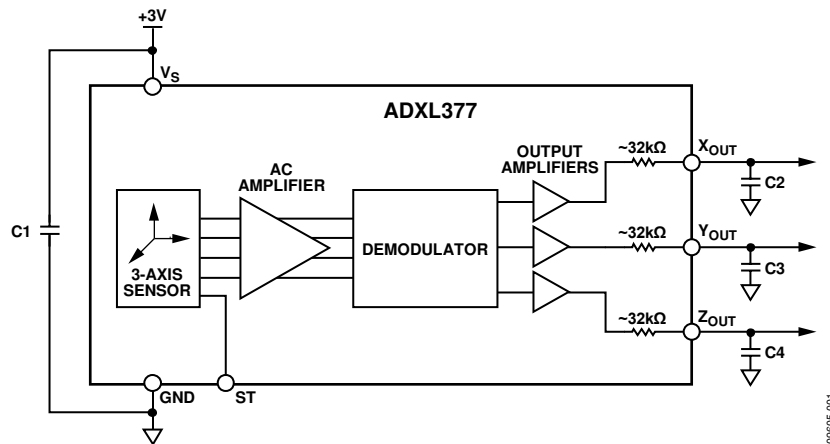 +3V
VS
ADXL377
OUTPUT
AMPLIFIERS
~32kΩ
XOUT
AC
AMPLIFIER
C2
C1
3-AXIS
SENSOR
DEMODULATOR
~32kΩ
YOUT
C3
~32kΩ
ZOUT
C4
GND
ST